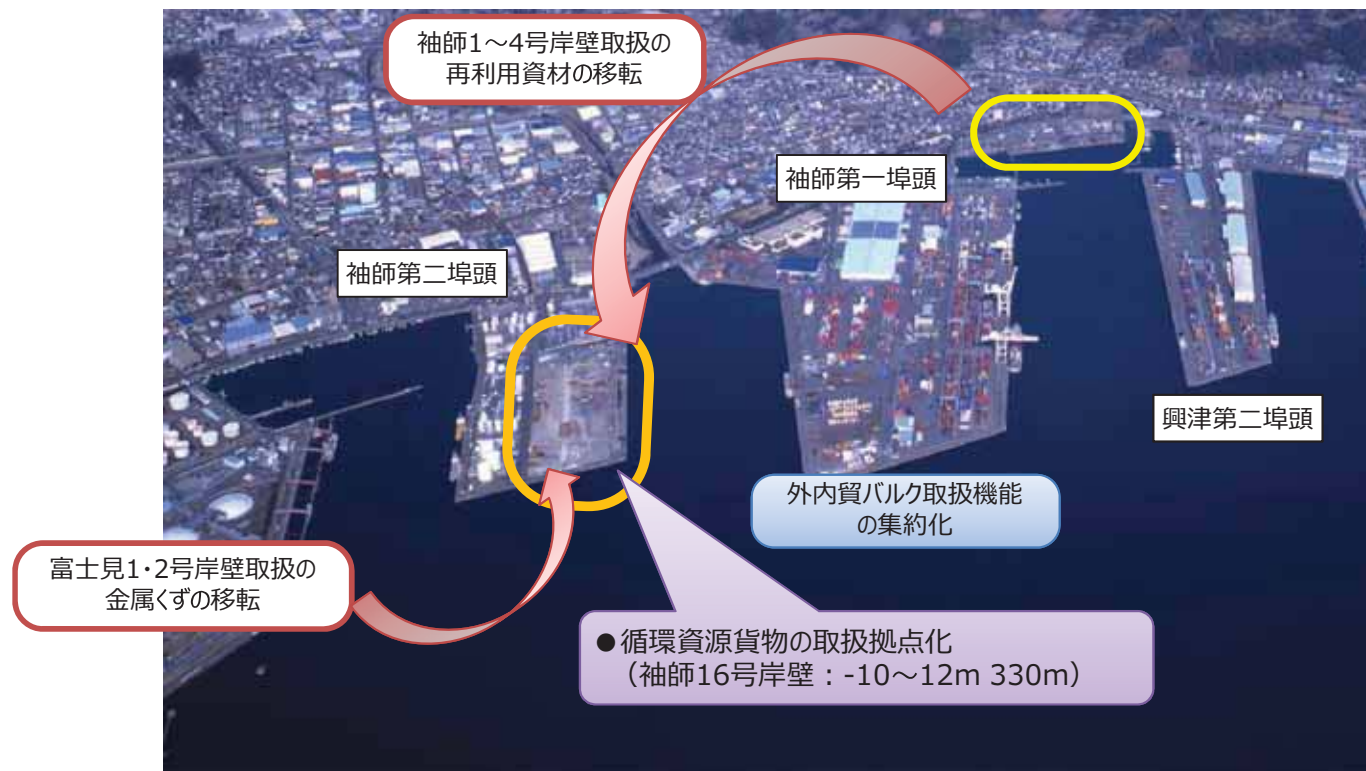 袖師1～4号岸壁取扱の
再利用資材の移転
袖師第一埠頭
袖師第二埠頭
興津第二埠頭
外内貿バルク取扱機能
の集約化
富士見1・2号岸壁取扱の
金属くずの移転
●循環資源貨物の取扱拠点化
（袖師16号岸壁：-10～12m 330m）